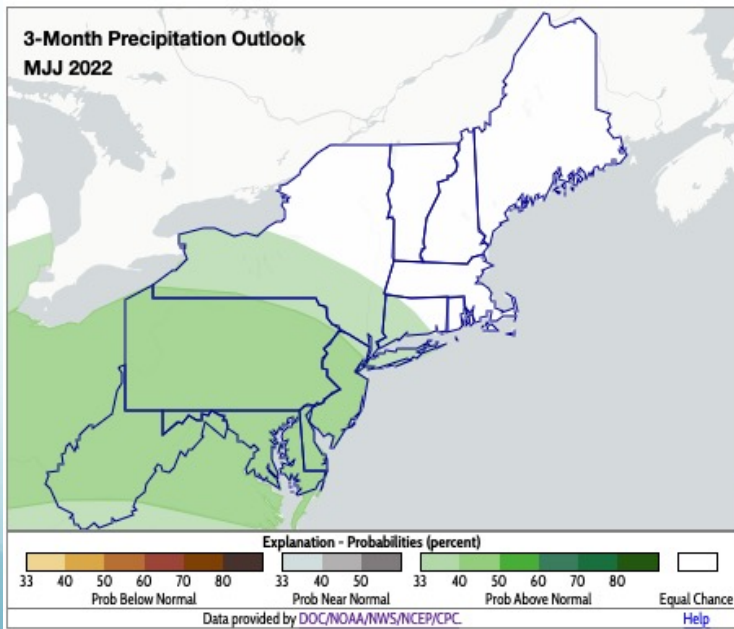 3-Month Precipitation Outlook
MJJ 2022
Explanation - Probabilities (percent)
33 40 50 60 70 80 33 40 50 33 40 50 60 70 80
Prob Below Normal Prob Near Normal Prob Above Normal Equal Chance
Data provided by DOC/NOAA/NWS/NCEP/CPC. Help